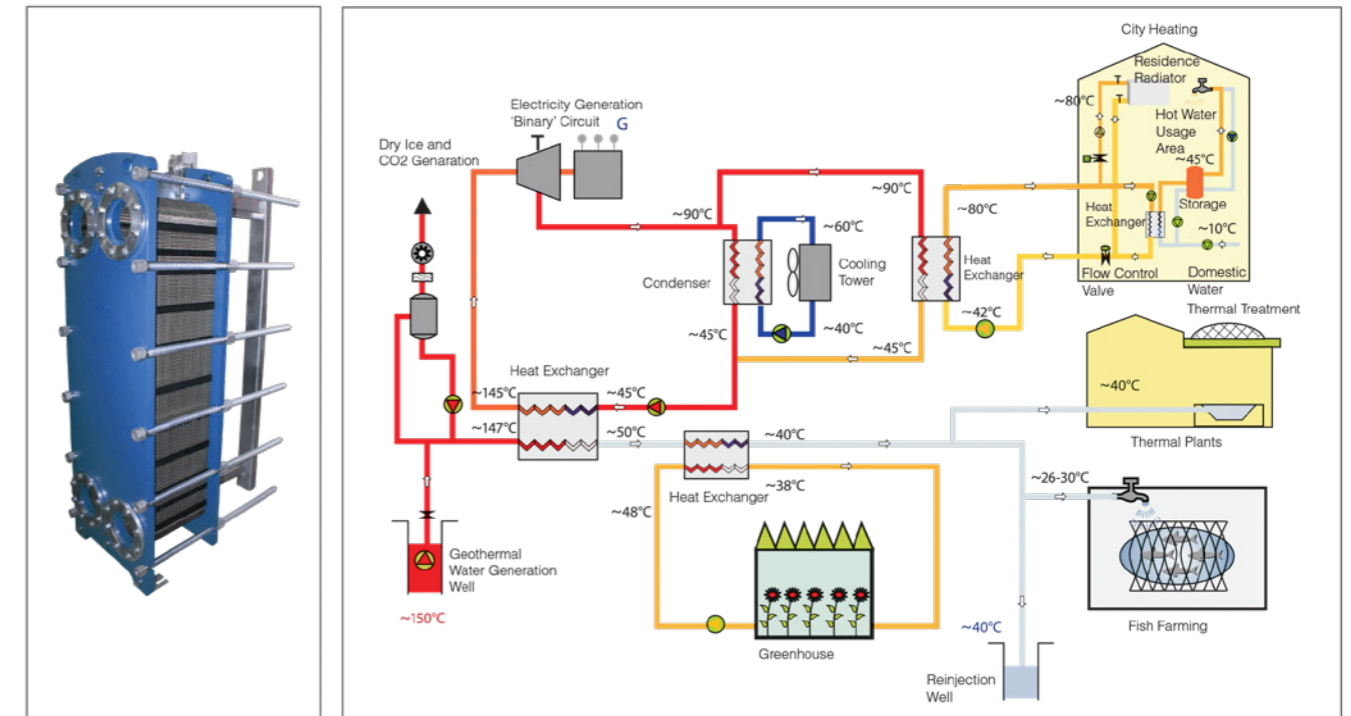 City Heating
Residence
Radiator
~80°C
Hot Water
Usage
Area
~45°C
Heat
Exchanger
Storage
~10°C
Flow Control
Valve
Domestic
Water
Electricity Generation
'Binary' Circuit
G
Dry Ice and
CO2 Genaration
~90°C
~90°C
~80°C
~60°C
Condenser
Cooling
Tower
Heat
Exchanger
~45°C
~40°C
~45°C
~42°C
Thermal Treatment
~40°C
Thermal Plants
Heat Exchanger
~145°C
~45°C
~147°C
~50°C
~40°C
Heat Exchanger
~38°C
~48°C
~26-30°C
Geothermal
Water Generation
Well
~150°C
Greenhouse
Fish Farming
~40°C
Reinjection
Well